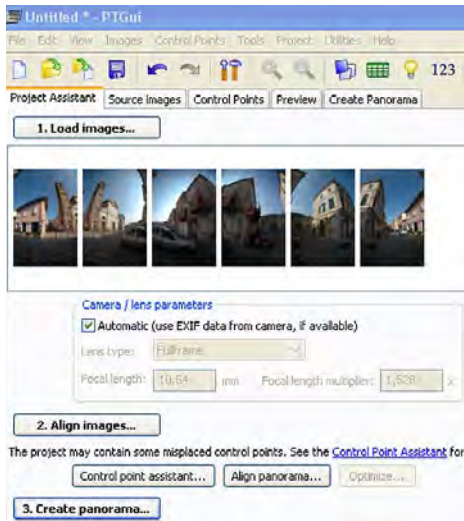 Untitled * - PTGui
File Edit View Images Control Points Tools Project Utilities Help
123
Project Assistant Source Images Control Points Preview Create Panorama
1. Load images...
Camera / lens parameters
Automatic (use EXIF data from camera, if available)
Lens type: Fullframe
Focal length: 10,54 mm Focal length multiplier: 1,528 x
2. Align images...
The project may contain some misplaced control points. See the Control Point Assistant for
Control point assistant... Align panorama... Optimize...
3. Create panorama...